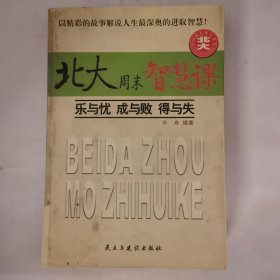 以精彩的故事解说人生最深奥的进取智慧！
北大周末智慧课
北大
乐与忧 成与败 得与失
编著
BEIDA ZHOU
MO ZHIHUIKE
民主与建设出版社